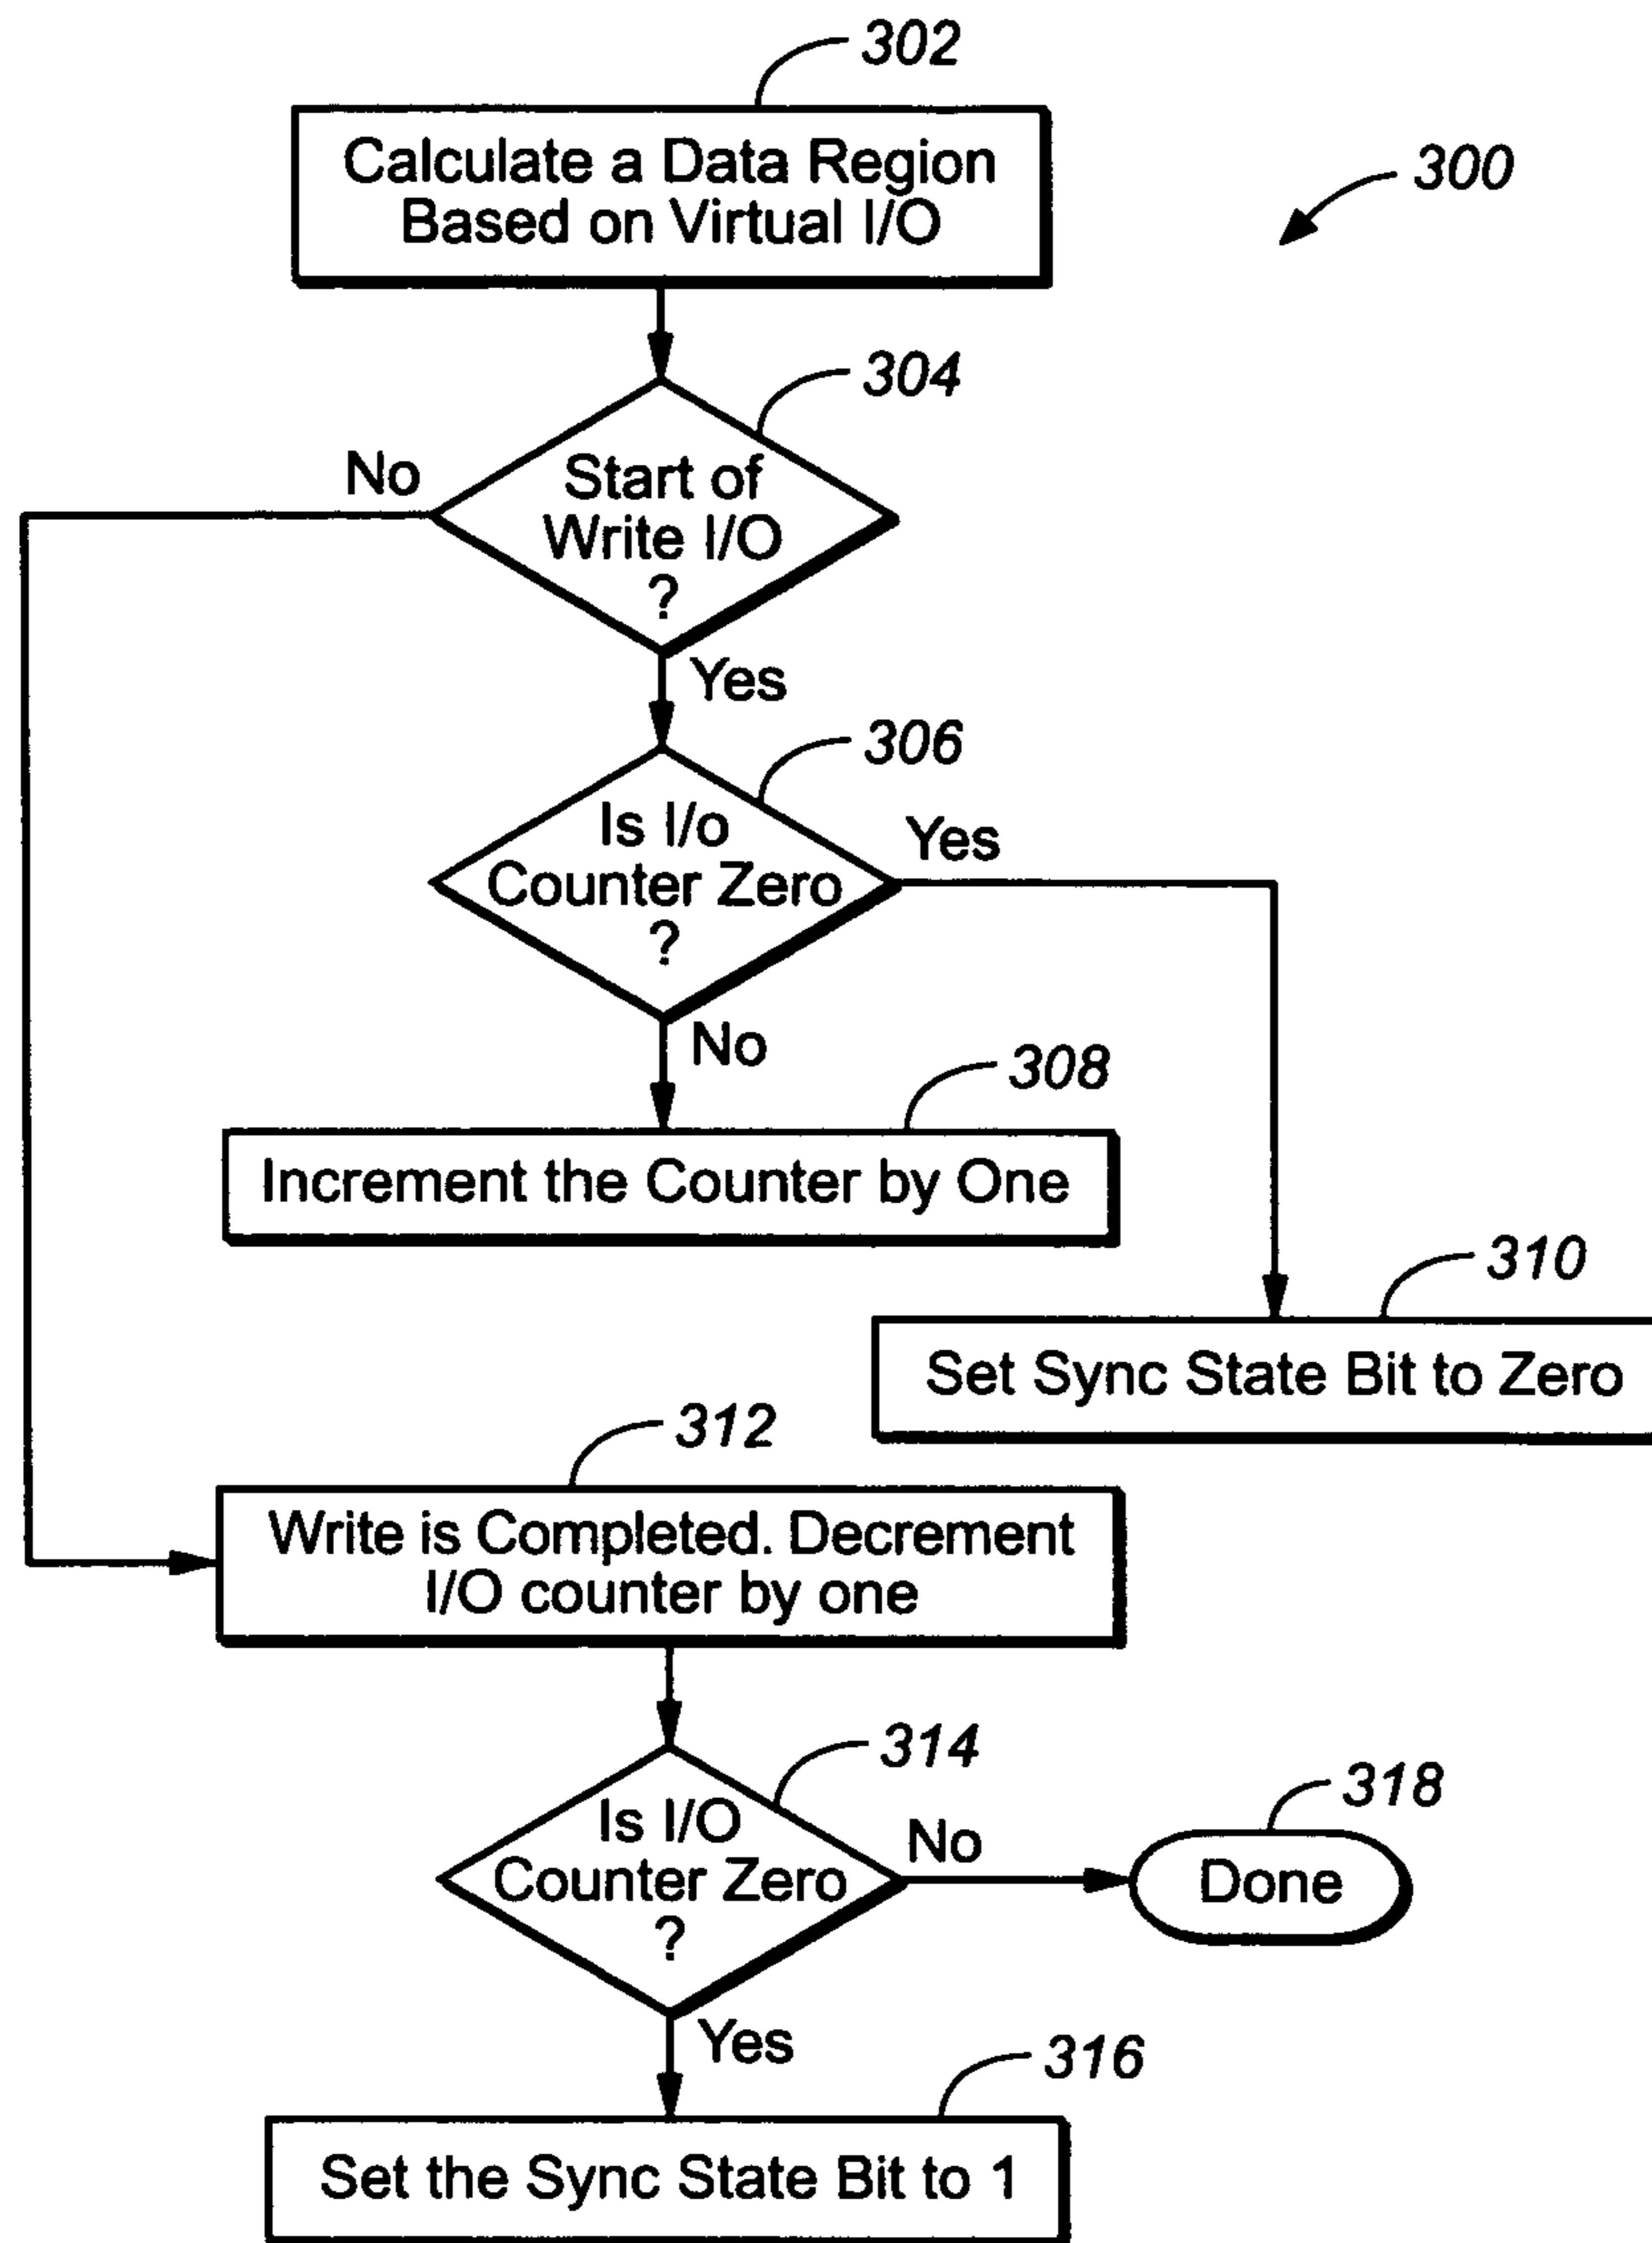 302
Calculate a Data Region
Based on Virtual I/O
300
304
No
Start of
Write I/O
?
Yes
306
Is I/o
Counter Zero
?
Yes
No
308
Increment the Counter by One
310
Set Sync State Bit to Zero
312
Write is Completed. Decrement
I/O counter by one
314
Is I/O
Counter Zero
?
No
318
Done
Yes
316
Set the Sync State Bit to 1